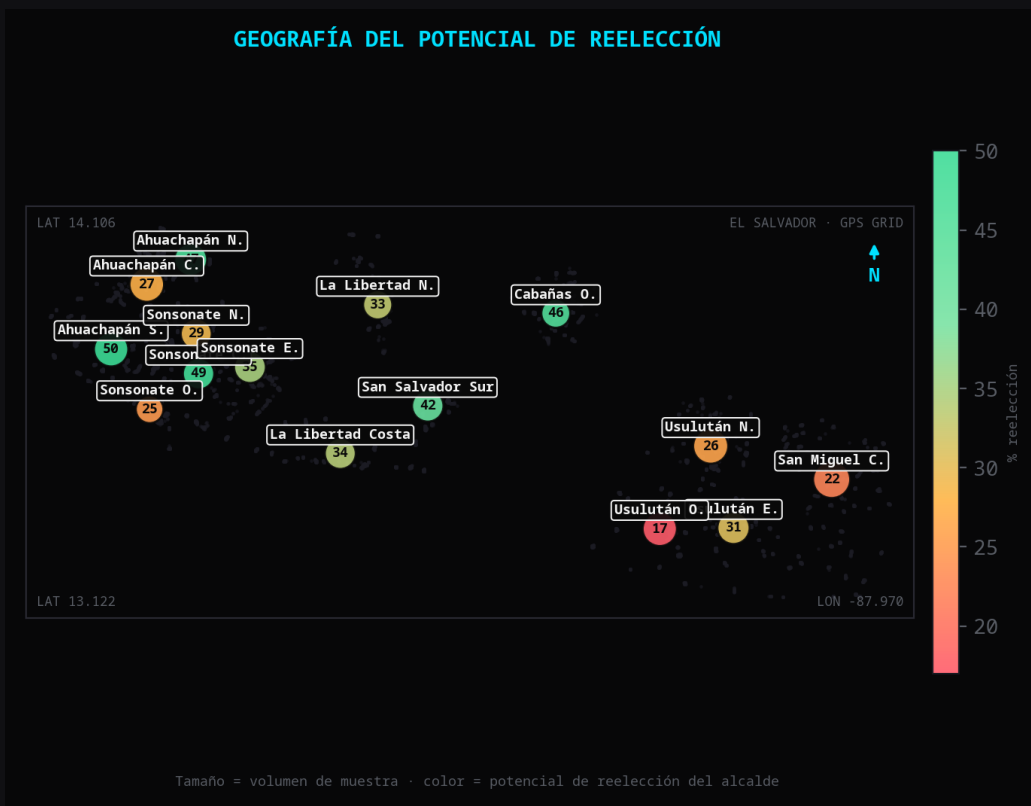 GEOGRAFÍA DEL POTENCIAL DE REELECCIÓN
LAT 14.106
EL SALVADOR · GPS GRID
N
Ahuachapán N.
Ahuachapán C.
27
La Libertad N.
33
Cabañas O.
46
Sonsonate N.
29
Ahuachapán S.
50
Sonsonate E.
35
49
Sonsonate O.
25
San Salvador Sur
42
La Libertad Costa
34
Usulután N.
26
San Miguel C.
22
Usulután O.
17
31
LAT 13.122
LON -87.970
50
45
40
35
30
25
20
% reelección
Tamaño = volumen de muestra · color = potencial de reelección del alcalde